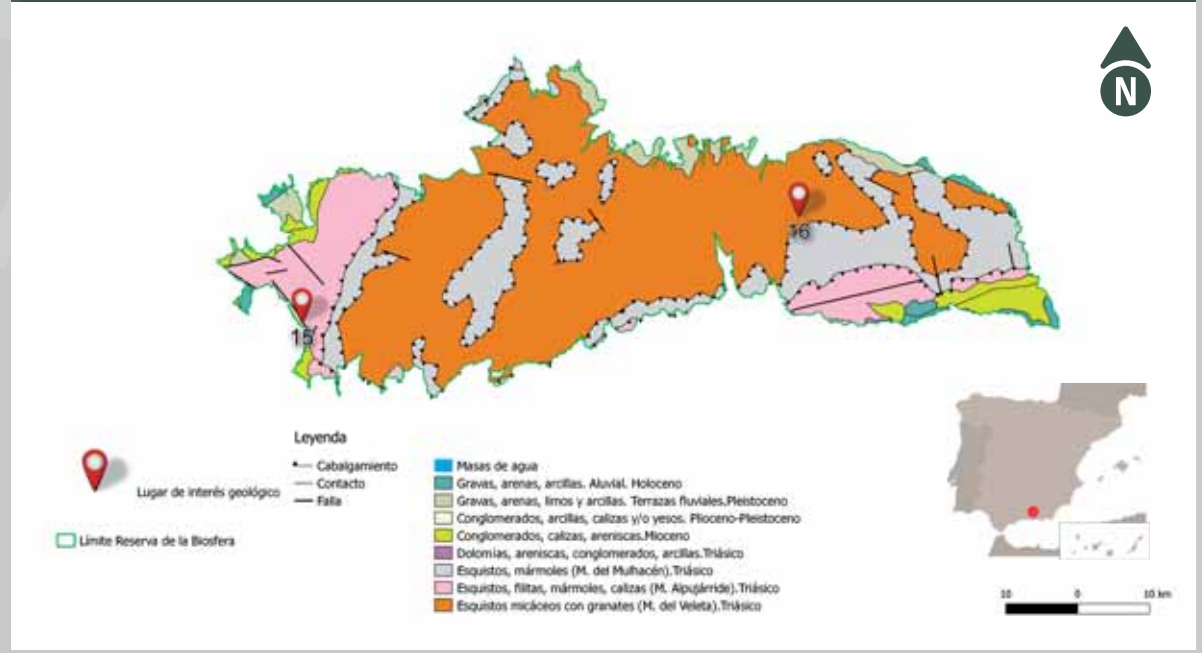 N
16
15
Leyenda
Lugar de interés geológico
Límite Reserva de la Biosfera
Cabalgamiento
Contacto
Falla
Masas de agua
Gravas, arenas, arcillas. Aluvial. Holoceno
Gravas, arenas, limos y arcillas. Terrazas fluviales.Pleistoceno
Conglomerados, arcillas, calizas y/o yesos. Plioceno-Pleistoceno
Conglomerados, calizas, areniscas.Mioceno
Dolomías, areniscas, conglomerados, arcillas.Triásico
Esquistos, mármoles (M. del Mulhacén).Triásico
Esquistos, filitas, mármoles, calizas (M. Alpujárride).Triásico
Esquistos micáceos con granates (M. del Veleta).Triásico
10 0 10 km